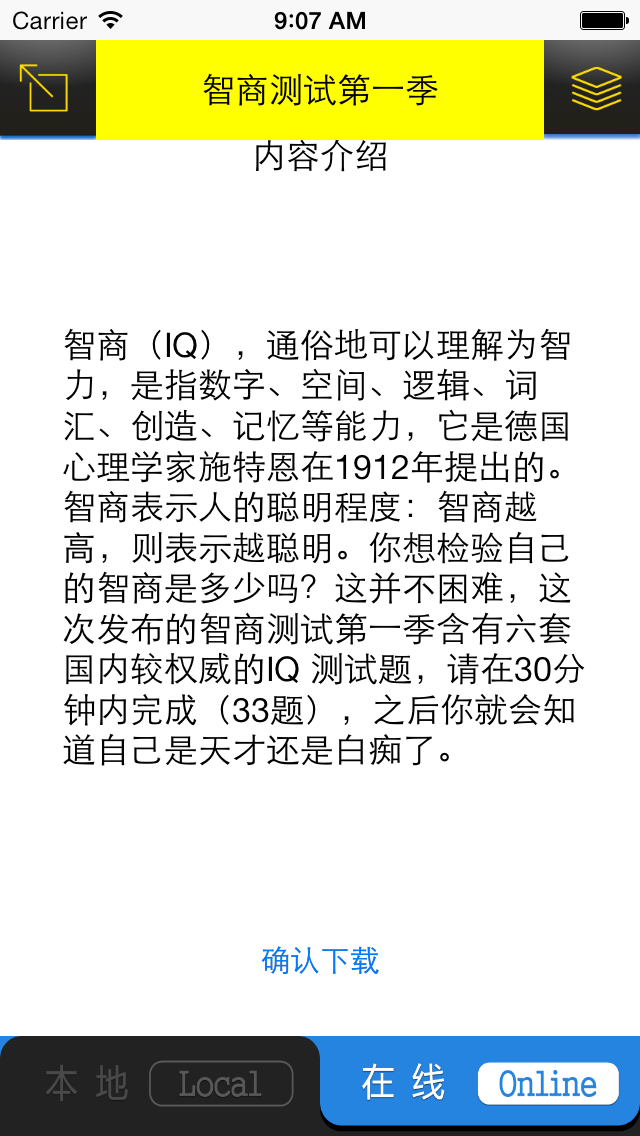 Carrier 9:07 AM
智商测试第一季
内容介绍
智商（IQ），通俗地可以理解为智
力，是指数字、空间、逻辑、词
汇、创造、记忆等能力，它是德国
心理学家施特恩在1912年提出的。
智商表示人的聪明程度：智商越
高，则表示越聪明。你想检验自己
的智商是多少吗？这并不困难，这
次发布的智商测试第一季含有六套
国内较权威的IQ 测试题，请在30分
钟内完成（33题），之后你就会知
道自己是天才还是白痴了。
确认下载
本地 Local 在线 Online